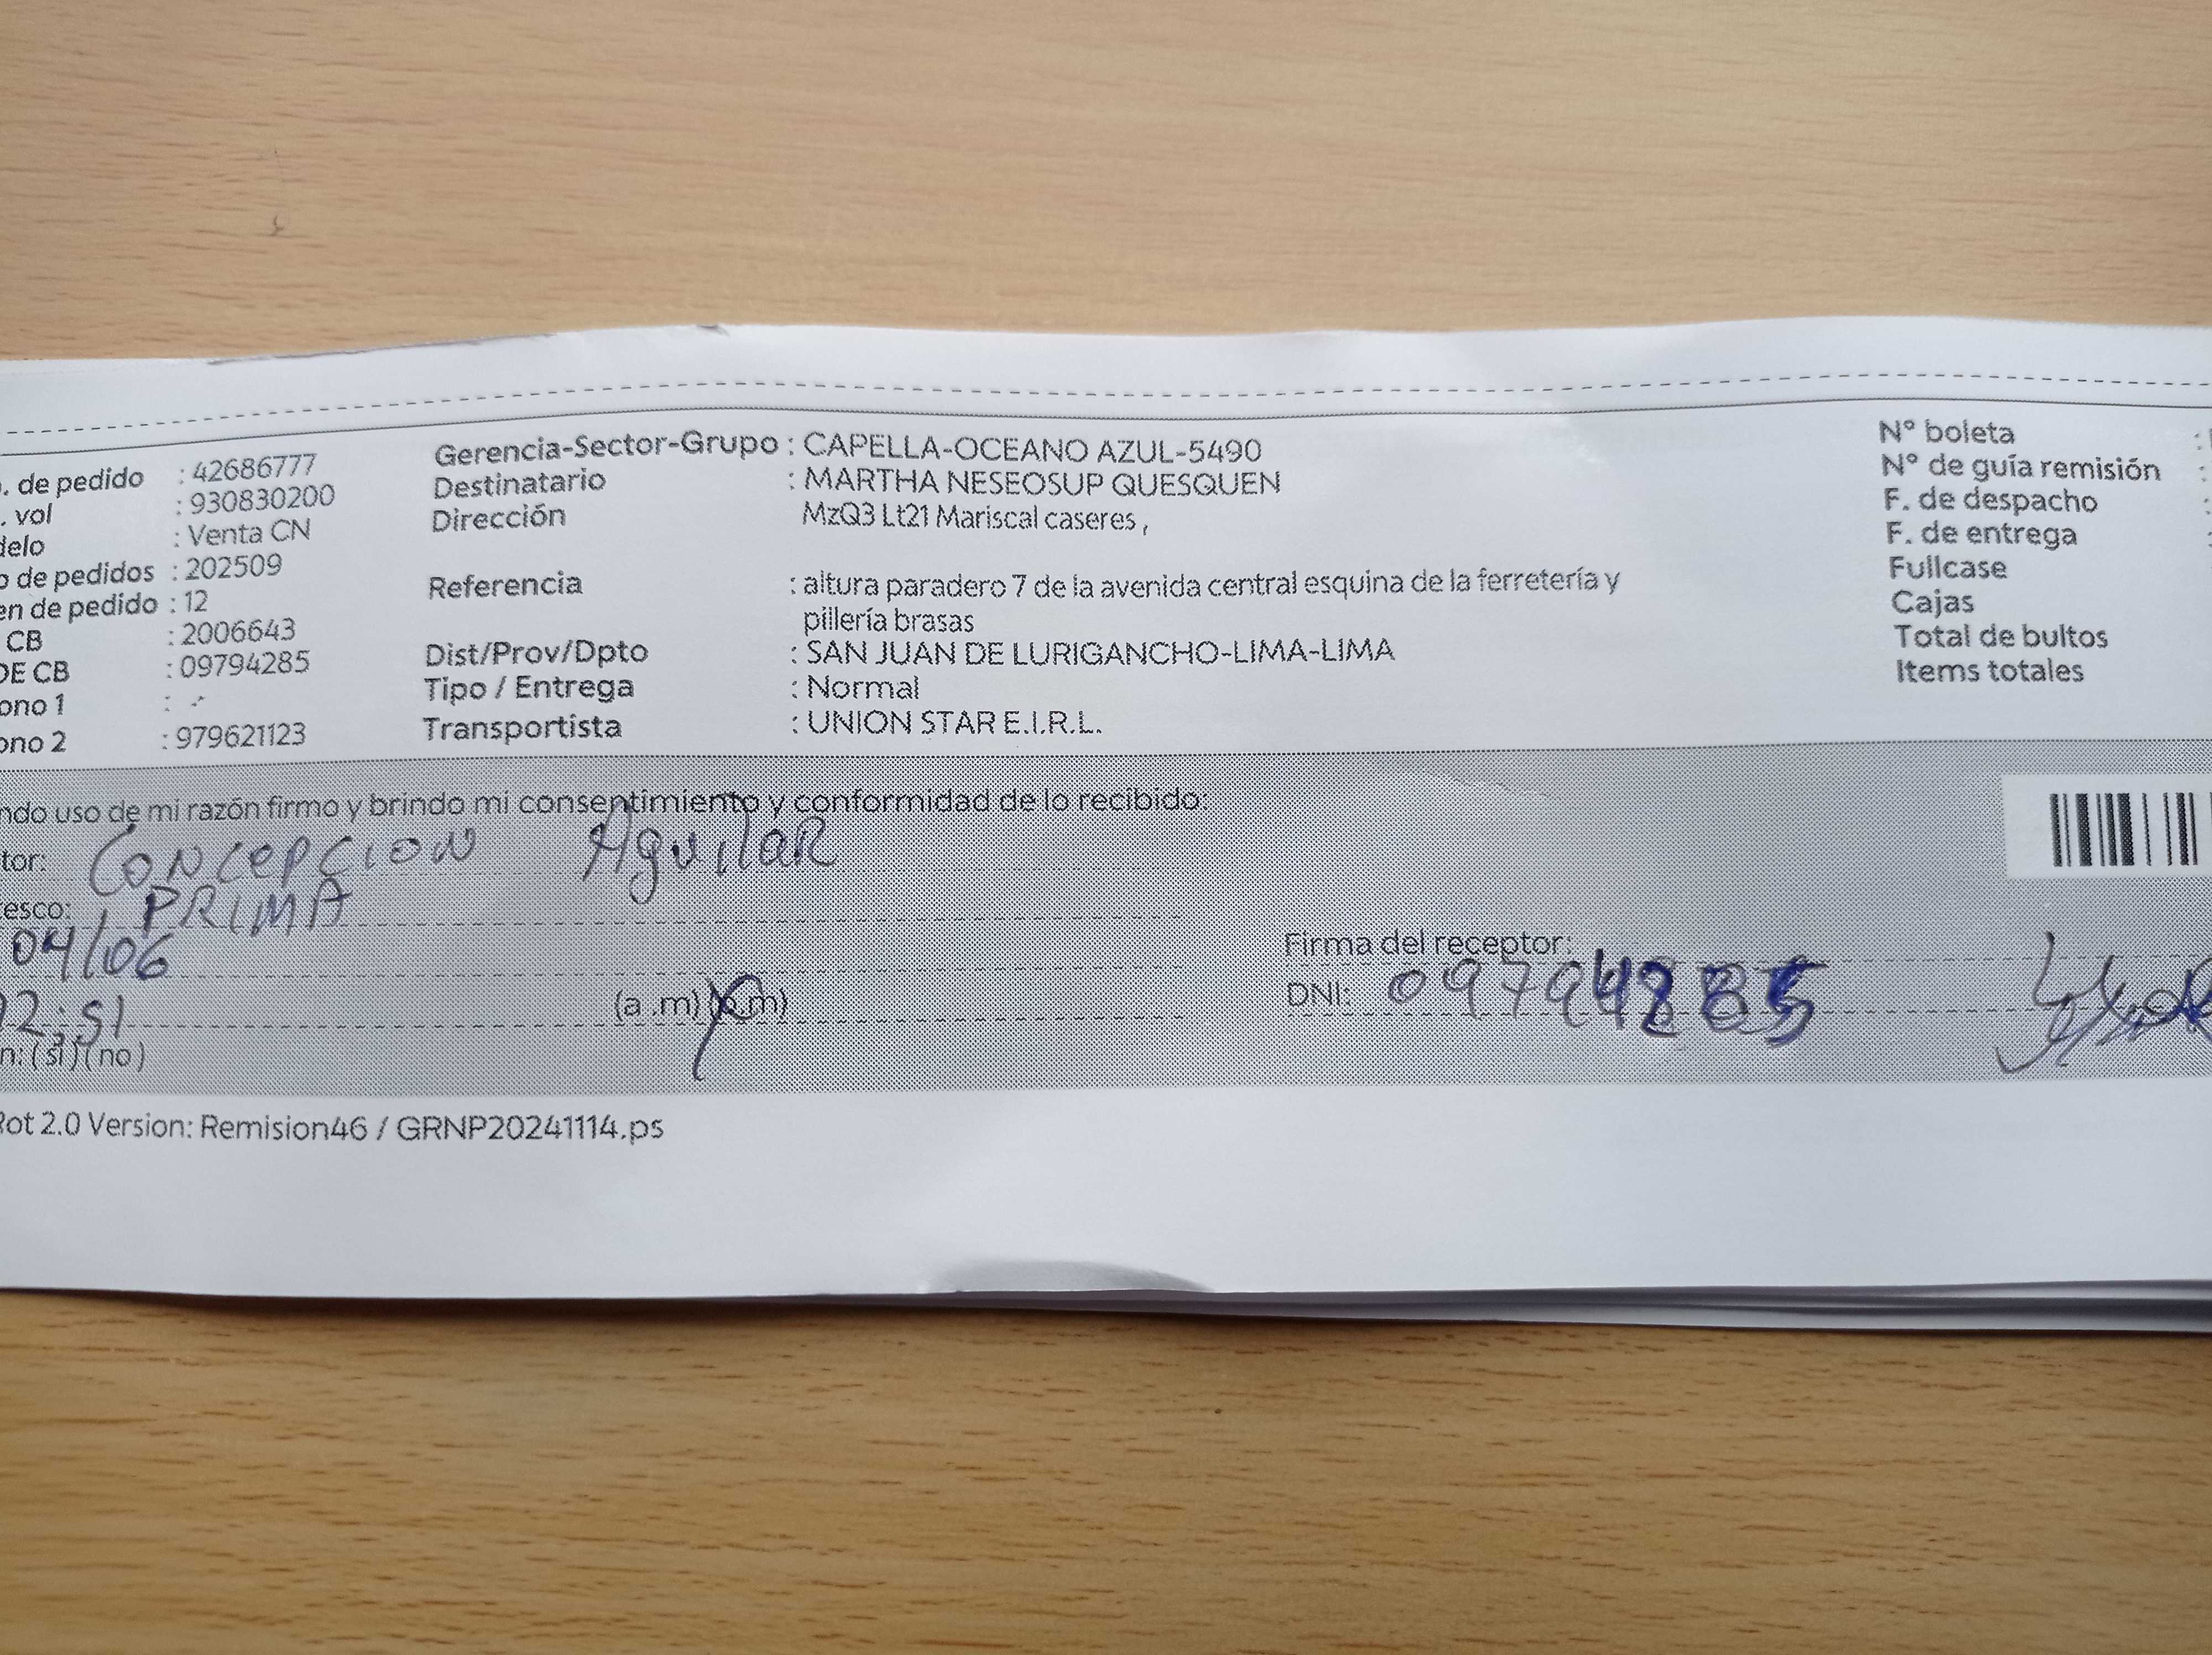 . de pedido : 42686777
. vol : 930830200
delo : Venta CN
o de pedidos : 202509
en de pedido : 12
CB : 2006643
DE CB : 09794285
ono 1 : -
ono 2 : 979621123
Gerencia-Sector-Grupo : CAPELLA-OCEANO AZUL-5490
Destinatario : MARTHA NESEOSUP QUESQUEN
Dirección MzQ3 Lt21 Mariscal caseres ,
Referencia : altura paradero 7 de la avenida central esquina de la ferretería y
pillería brasas
Dist/Prov/Dpto : SAN JUAN DE LURIGANCHO-LIMA-LIMA
Tipo / Entrega : Normal
Transportista : UNION STAR E.I.R.L.
N° boleta :
N° de guía remisión :
F. de despacho :
F. de entrega :
Fullcase
Cajas
Total de bultos
Items totales
ndo uso de mi razón firmo y brindo mi consentimiento y conformidad de lo recibido:
tor: Concepcion Aguilar
esco: PRIMA
04/06
2:51 (a .m) (p.m)
n: (si) (no)
Firma del receptor:
DNI: 09794285
Rot 2.0 Version: Remision46 / GRNP20241114.ps